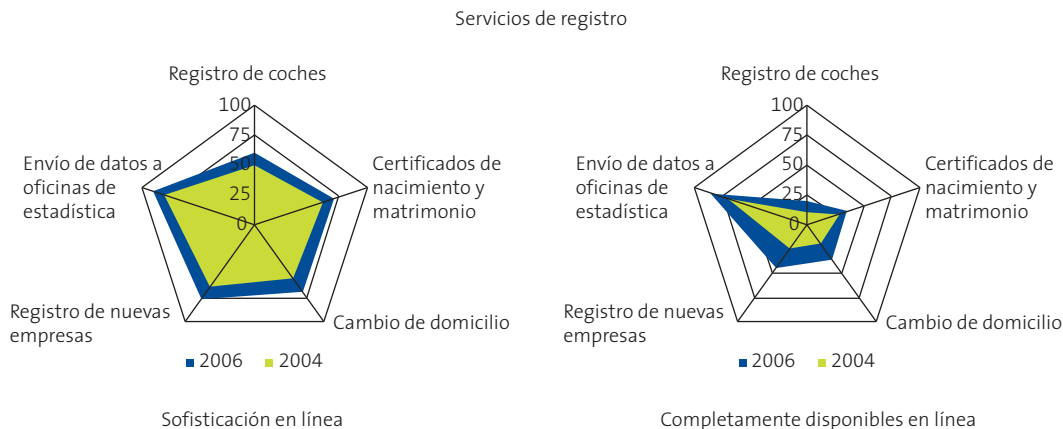 Servicios de registro
Registro de coches
100
75
50
25
0
Envío de datos a
oficinas de
estadística
Certificados de
nacimiento y
matrimonio
Registro de nuevas
empresas
Cambio de domicilio
2006 2004
Sofisticación en línea
Registro de coches
100
75
50
25
0
Envío de datos a
oficinas de
estadística
Certificados de
nacimiento y
matrimonio
Registro de nuevas
empresas
Cambio de domicilio
2006 2004
Completamente disponibles en línea